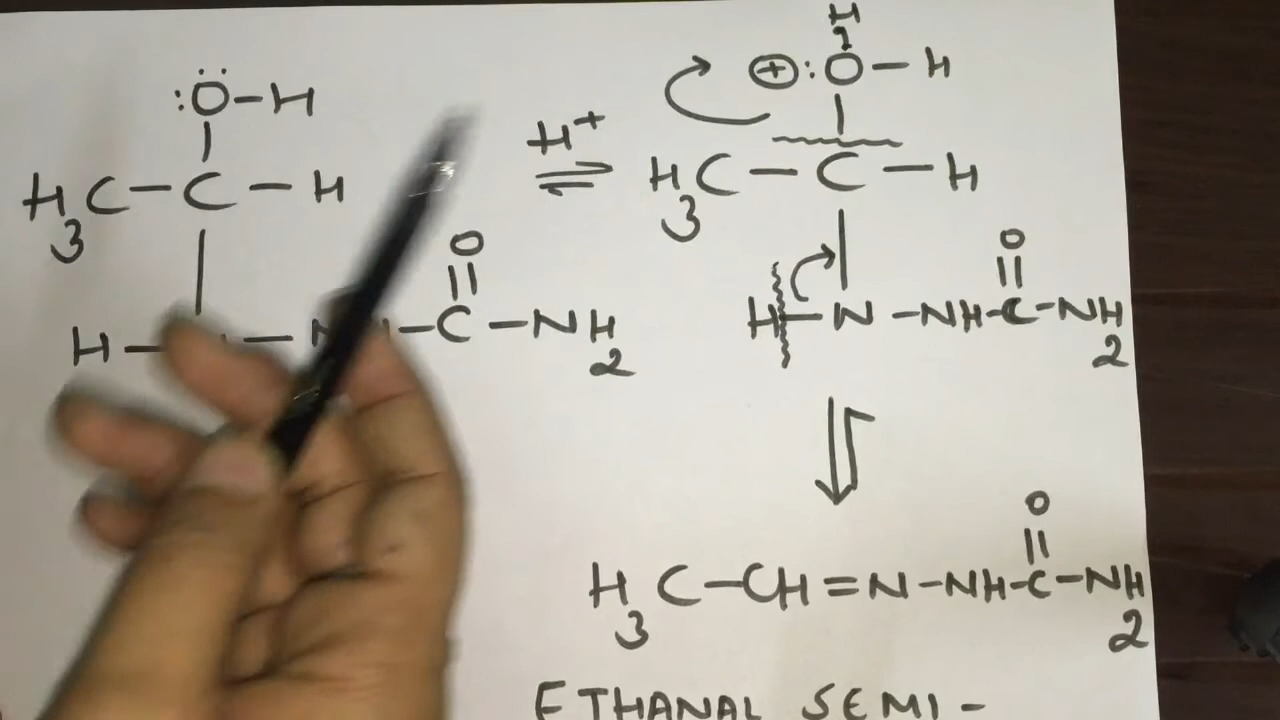 :Ö-H
H3C-C-H
H- -N -C-NH2
O
||
H+
⇌
H
⊕:O-H
H3C-C-H
O
||
H-N-NH-C-NH2
O
||
H3C-CH=N-NH-C-NH2
ETHANAL SEMI-